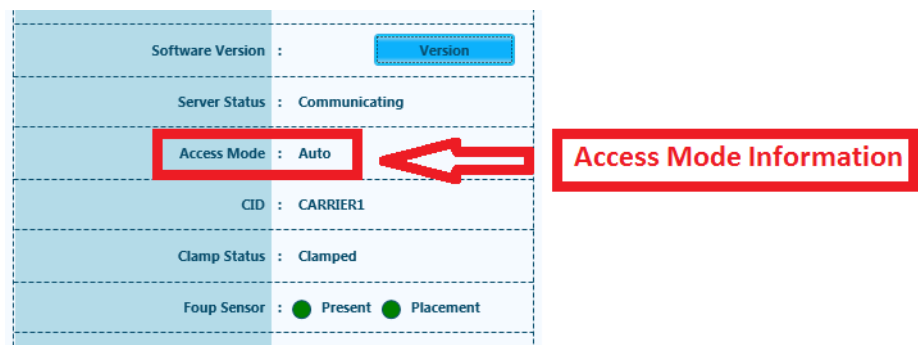 Software Version : Version
Server Status : Communicating
Access Mode : Auto
Access Mode Information
CID : CARRIER1
Clamp Status : Clamped
Foup Sensor : Present Placement